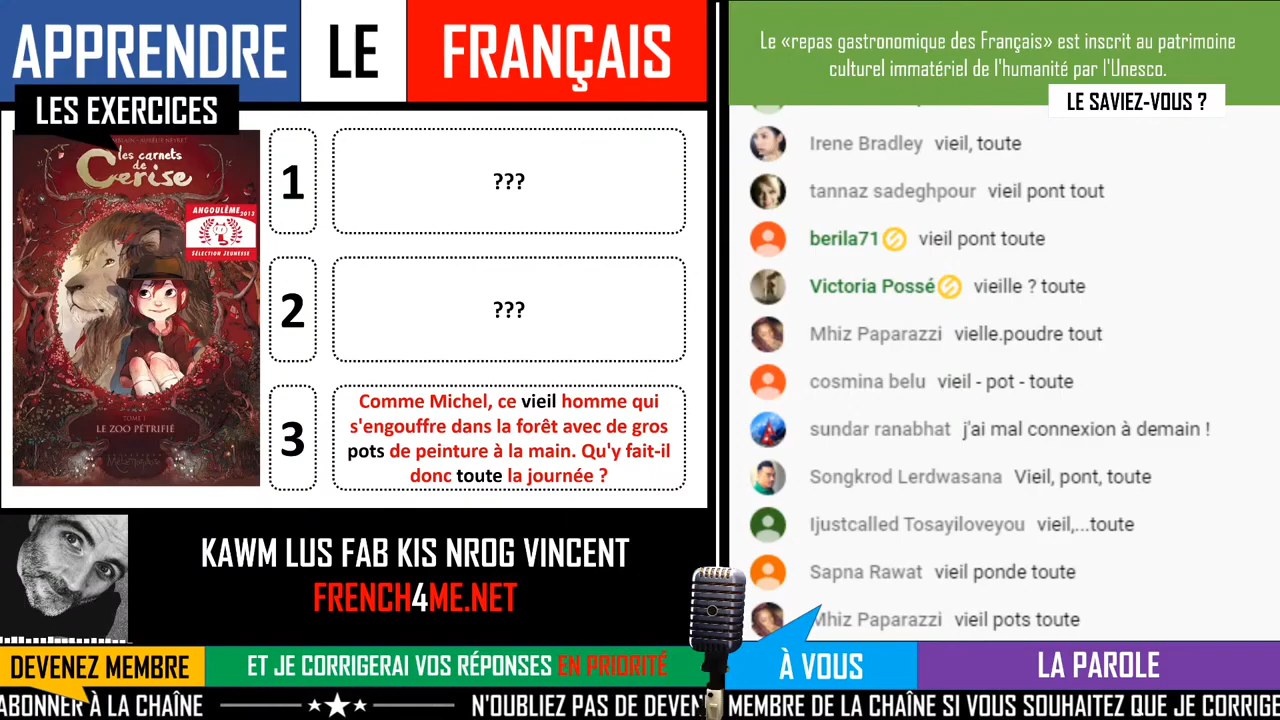 APPRENDRE LE FRANÇAIS
LES EXERCICES
les carnets
de
Cerise
ANGOULÊME 2013
SÉLECTION JEUNESSE
TOME 1
LE ZOO PÉTRIFIÉ
1
???
2
???
3
Comme Michel, ce vieil homme qui
s'engouffre dans la forêt avec de gros
pots de peinture à la main. Qu'y fait-il
donc toute la journée ?
KAWM LUS FAB KIS NROG VINCENT
FRENCH4ME.NET
DEVENEZ MEMBRE
ET JE CORRIGERAI VOS RÉPONSES EN PRIORITÉ
Le «repas gastronomique des Français» est inscrit au patrimoine
culturel immatériel de l'humanité par l'Unesco.
LE SAVIEZ-VOUS ?
Irene Bradley vieil, toute
tannaz sadeghpour vieil pont tout
berila71 vieil pont toute
Victoria Possé vieille ? toute
Mhiz Paparazzi vielle.poudre tout
cosmina belu vieil - pot - toute
sundar ranabhat j'ai mal connexion à demain !
Songkrod Lerdwasana Vieil, pont, toute
Ijustcalled Tosayiloveyou vieil,...toute
Sapna Rawat vieil ponde toute
Mhiz Paparazzi vieil pots toute
À VOUS
LA PAROLE
ABONNER À LA CHAÎNE N'OUBLIEZ PAS DE DEVEN MEMBRE DE LA CHAÎNE SI VOUS SOUHAITEZ QUE JE CORRIGE